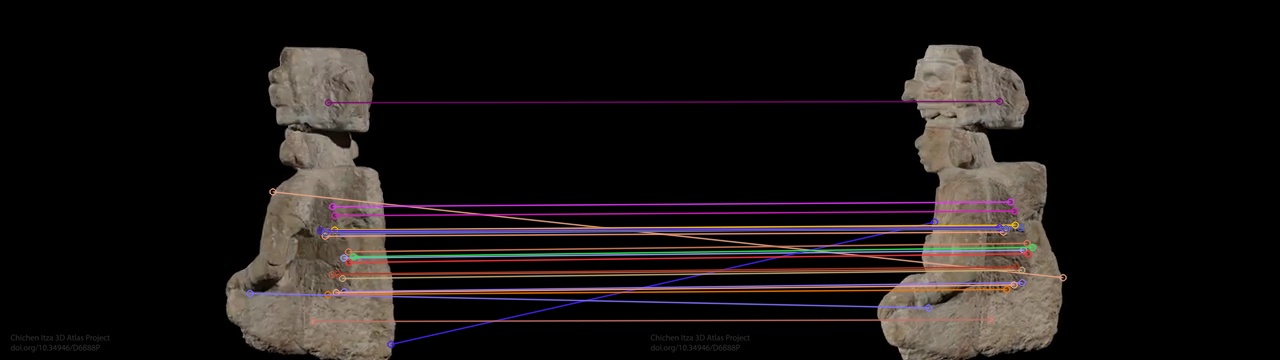 Chichen Itza 3D Atlas Project
doi.org/10.34946/D6B88P
Chichen Itza 3D Atlas Project
doi.org/10.34946/D6B88P